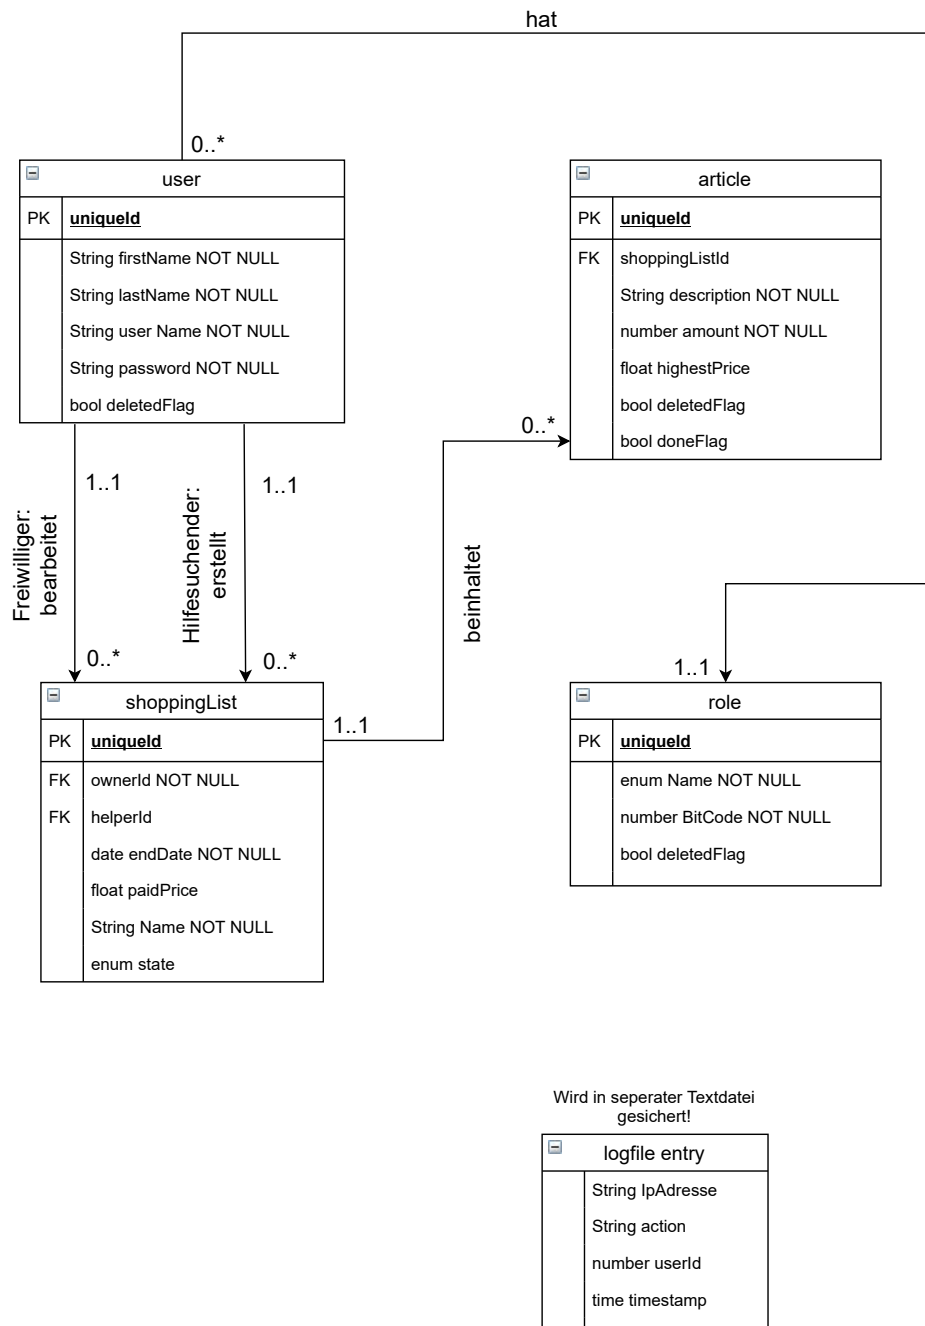 hat
0..*
user
PK uniqueId
String firstName NOT NULL
String lastName NOT NULL
String user Name NOT NULL
String password NOT NULL
bool deletedFlag
article
PK uniqueId
FK shoppingListId
String description NOT NULL
number amount NOT NULL
float highestPrice
bool deletedFlag
bool doneFlag
0..*
1..1
1..1
Freiwilliger:
bearbeitet
Hilfesuchender:
erstellt
beinhaltet
0..*
0..*
1..1
1..1
shoppingList
PK uniqueId
FK ownerId NOT NULL
FK helperId
date endDate NOT NULL
float paidPrice
String Name NOT NULL
enum state
role
PK uniqueId
enum Name NOT NULL
number BitCode NOT NULL
bool deletedFlag
Wird in seperater Textdatei
gesichert!
logfile entry
String IpAdresse
String action
number userId
time timestamp